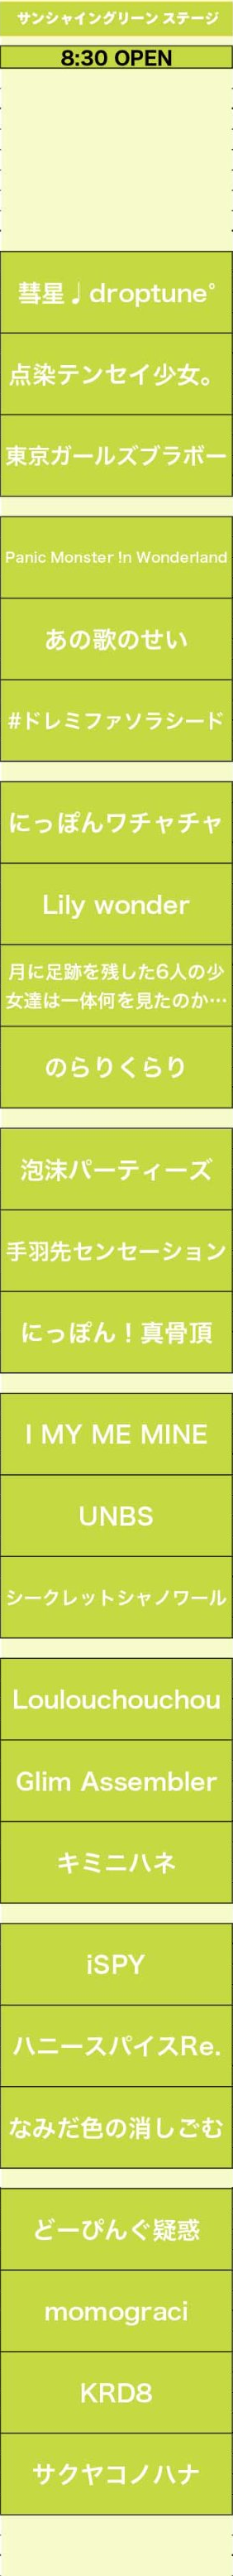 サンシャイングリーン ステージ
8:30 OPEN
彗星♩droptune°
点染テンセイ少女。
東京ガールズブラボー
Panic Monster !n Wonderland
あの歌のせい
#ドレミファソラシード
にっぽんワチャチャ
Lily wonder
月に足跡を残した6人の少
女達は一体何を見たのか…
のらりくらり
泡沫パーティーズ
手羽先センセーション
にっぽん！真骨頂
I MY ME MINE
UNBS
シークレットシャノワール
Loulouchouchou
Glim Assembler
キミニハネ
iSPY
ハニースパイスRe.
なみだ色の消しごむ
どーぴんぐ疑惑
momograci
KRD8
サクヤコノハナ